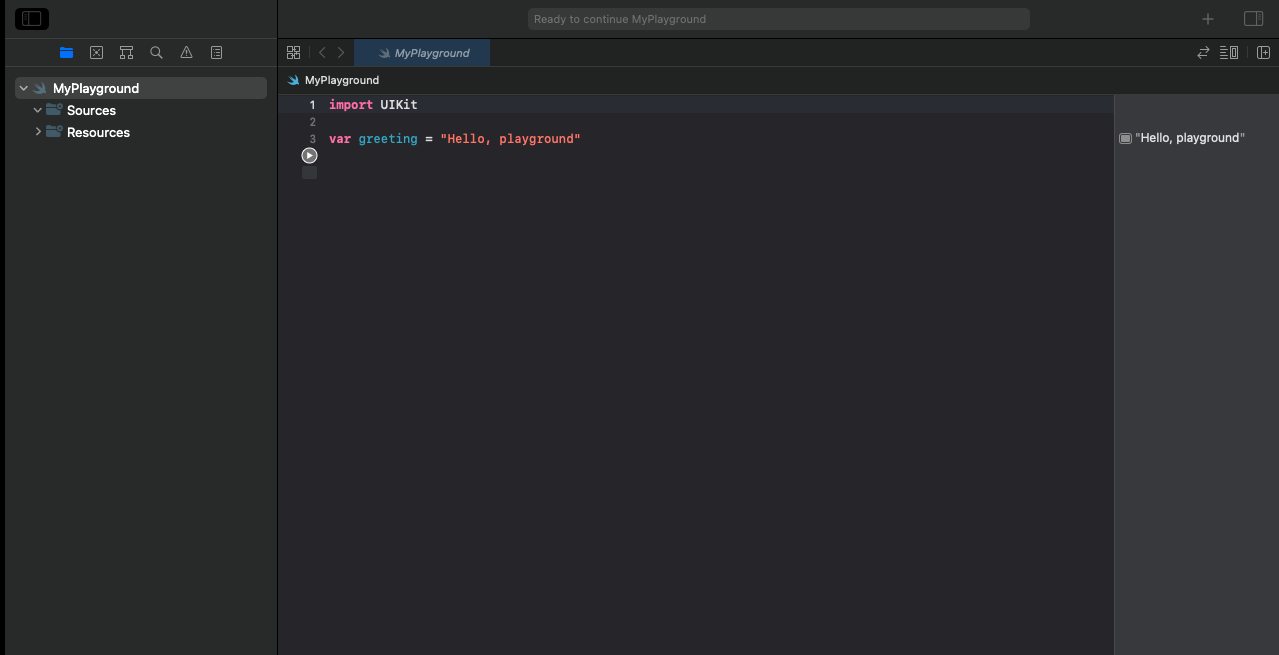 Ready to continue MyPlayground
MyPlayground
MyPlayground
MyPlayground
Sources
Resources
1 import UIKit
2
3 var greeting = "Hello, playground"
"Hello, playground"